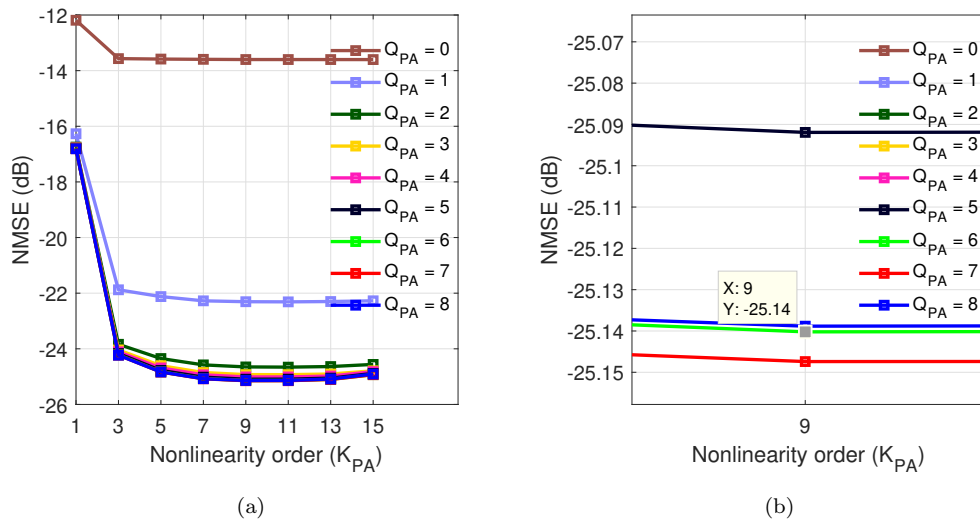 -12
-14
-16
-18
-20
-22
-24
-26
NMSE (dB)
1 3 5 7 9 11 13 15
Nonlinearity order (K_PA)
Q_PA = 0
Q_PA = 1
Q_PA = 2
Q_PA = 3
Q_PA = 4
Q_PA = 5
Q_PA = 6
Q_PA = 7
Q_PA = 8
(a)
-25.07
-25.08
-25.09
-25.1
-25.11
-25.12
-25.13
-25.14
-25.15
NMSE (dB)
9
Nonlinearity order (K_PA)
X: 9
Y: -25.14
Q_PA = 0
Q_PA = 1
Q_PA = 2
Q_PA = 3
Q_PA = 4
Q_PA = 5
Q_PA = 6
Q_PA = 7
Q_PA = 8
(b)